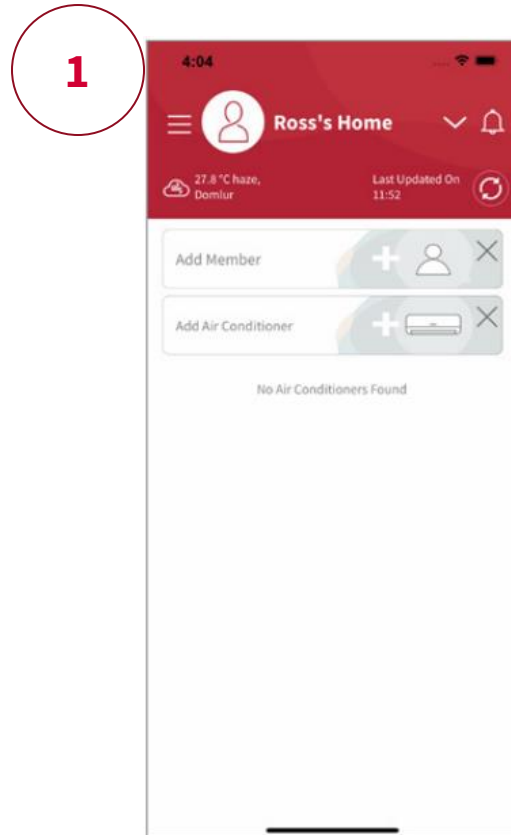 1
4:04
Ross's Home
27.8 °C haze,
Domlur
Last Updated On
11:52
Add Member
Add Air Conditioner
No Air Conditioners Found